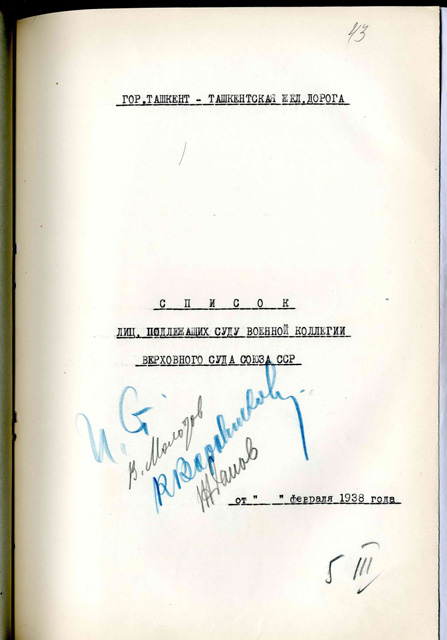 43
ГОР.ТАШКЕНТ - ТАШКЕНТСКАЯ ЖЕЛ.ДОРОГА
С П И С О К
ЛИЦ, ПОДЛЕЖАЩИХ СУДУ ВОЕННОЙ КОЛЛЕГИИ
ВЕРХОВНОГО СУДА СОЮЗА ССР
И. Ст.
В. Молотов
К Ворошилов
Жданов
от " " февраля 1938 года
5 III